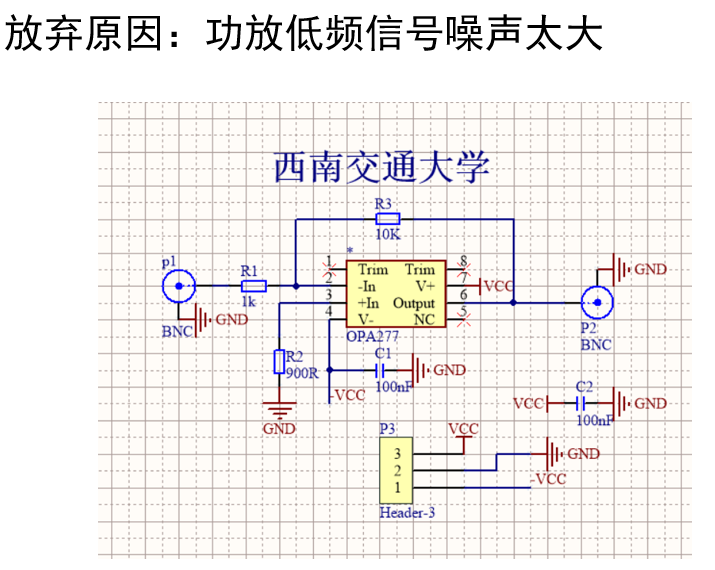 放弃原因：功放低频信号噪声太大
西南交通大学
R3
10K
p1
BNC
GND
R1
1k
*
1 Trim Trim 8
2 -In V+ 7 VCC
3 +In Output 6
4 V- NC 5
OPA277
GND
P2
BNC
R2
900R
GND
C1
100nF
GND
-VCC
C2
VCC GND
100nF
P3
VCC
3
2 GND
1 -VCC
Header-3